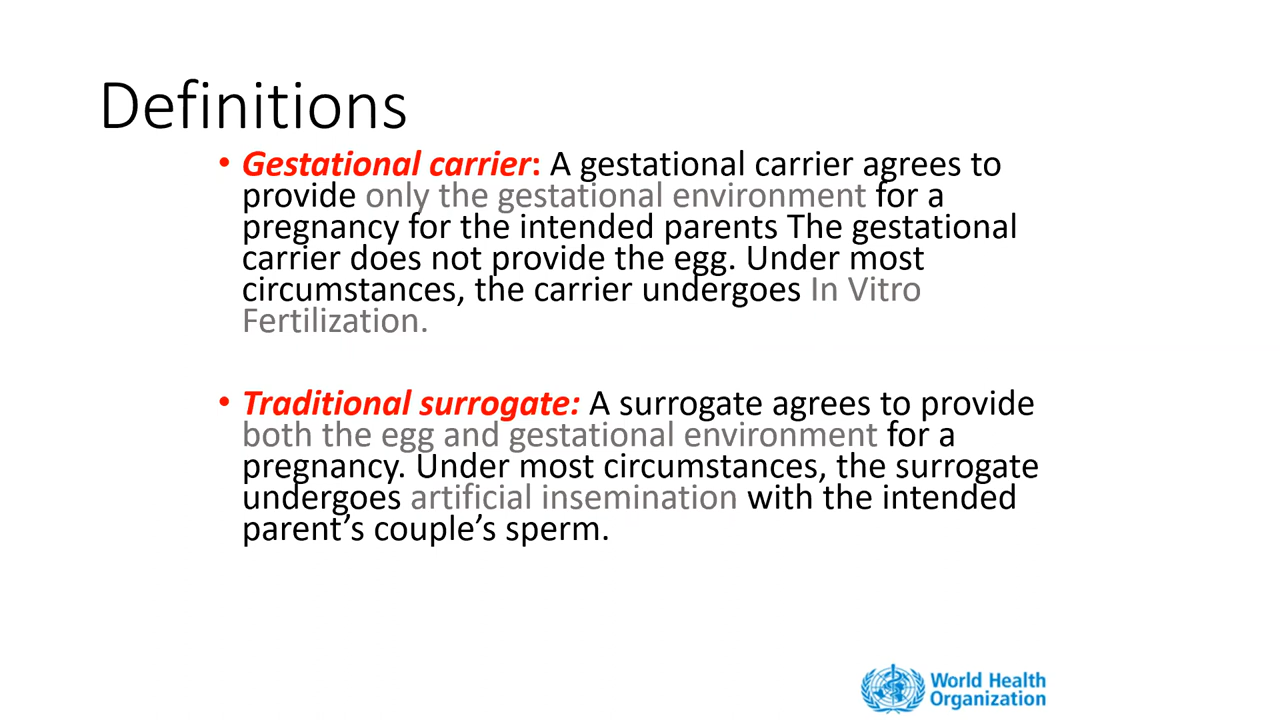 Definitions
• Gestational carrier: A gestational carrier agrees to
provide only the gestational environment for a
pregnancy for the intended parents The gestational
carrier does not provide the egg. Under most
circumstances, the carrier undergoes In Vitro
Fertilization.
• Traditional surrogate: A surrogate agrees to provide
both the egg and gestational environment for a
pregnancy. Under most circumstances, the surrogate
undergoes artificial insemination with the intended
parent’s couple’s sperm.
World Health
Organization